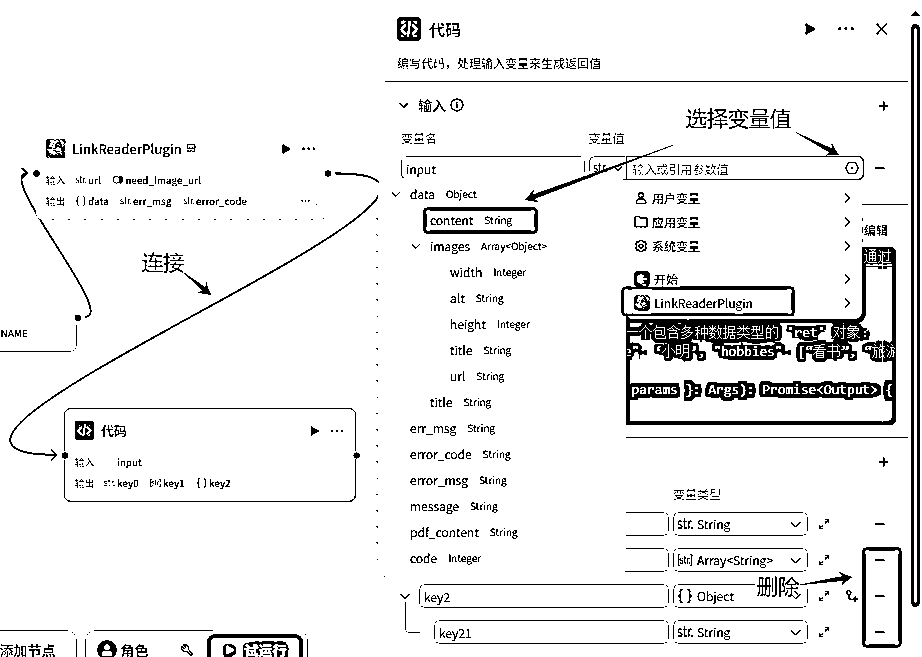 代码
编写代码，处理输入变量来生成返回值
输入
变量名
变量值
选择变量值
input
str.
输入或引用参数值
LinkReaderPlugin
输入 str.url need_image_url
输出 {}data str.err_msg str.error_code ...
连接
NAME
代码
输入 input
输出 str.key0 [str]key1 {}key2
data Object
content String
images Array<Object>
width Integer
alt String
height Integer
title String
url String
title String
err_msg String
error_code String
error_msg String
message String
pdf_content String
code Integer
用户变量
应用变量
系统变量
开始
LinkReaderPlugin
编辑
通过
一个包含多种数据类型的 "ret" 对象:
"小明", "hobbies": ["看书", "旅游
params }: Args): Promise<Output> {
变量类型
str. String
[str] Array<String>
删除
key2
{} Object
key21
str. String
添加节点
角色
试运行